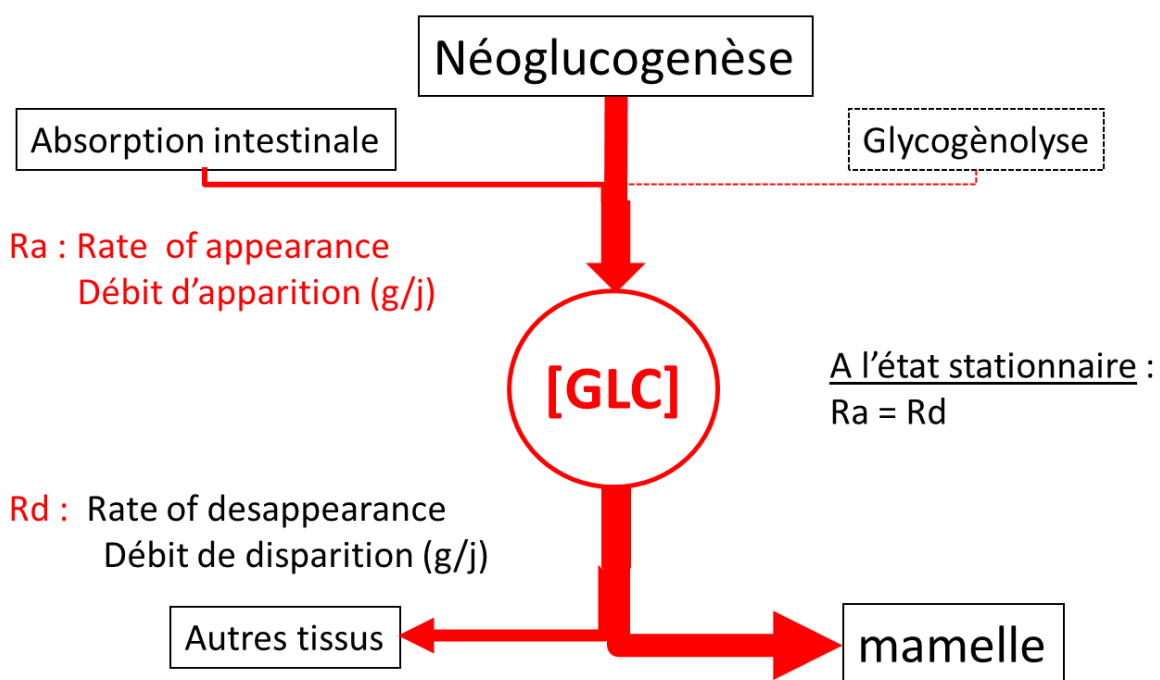 Néoglucogenèse
Absorption intestinale
Glycogènolyse
Ra : Rate of appearance
Débit d’apparition (g/j)
[GLC]
A l’état stationnaire :
Ra = Rd
Rd : Rate of desappearance
Débit de disparition (g/j)
Autres tissus
mamelle